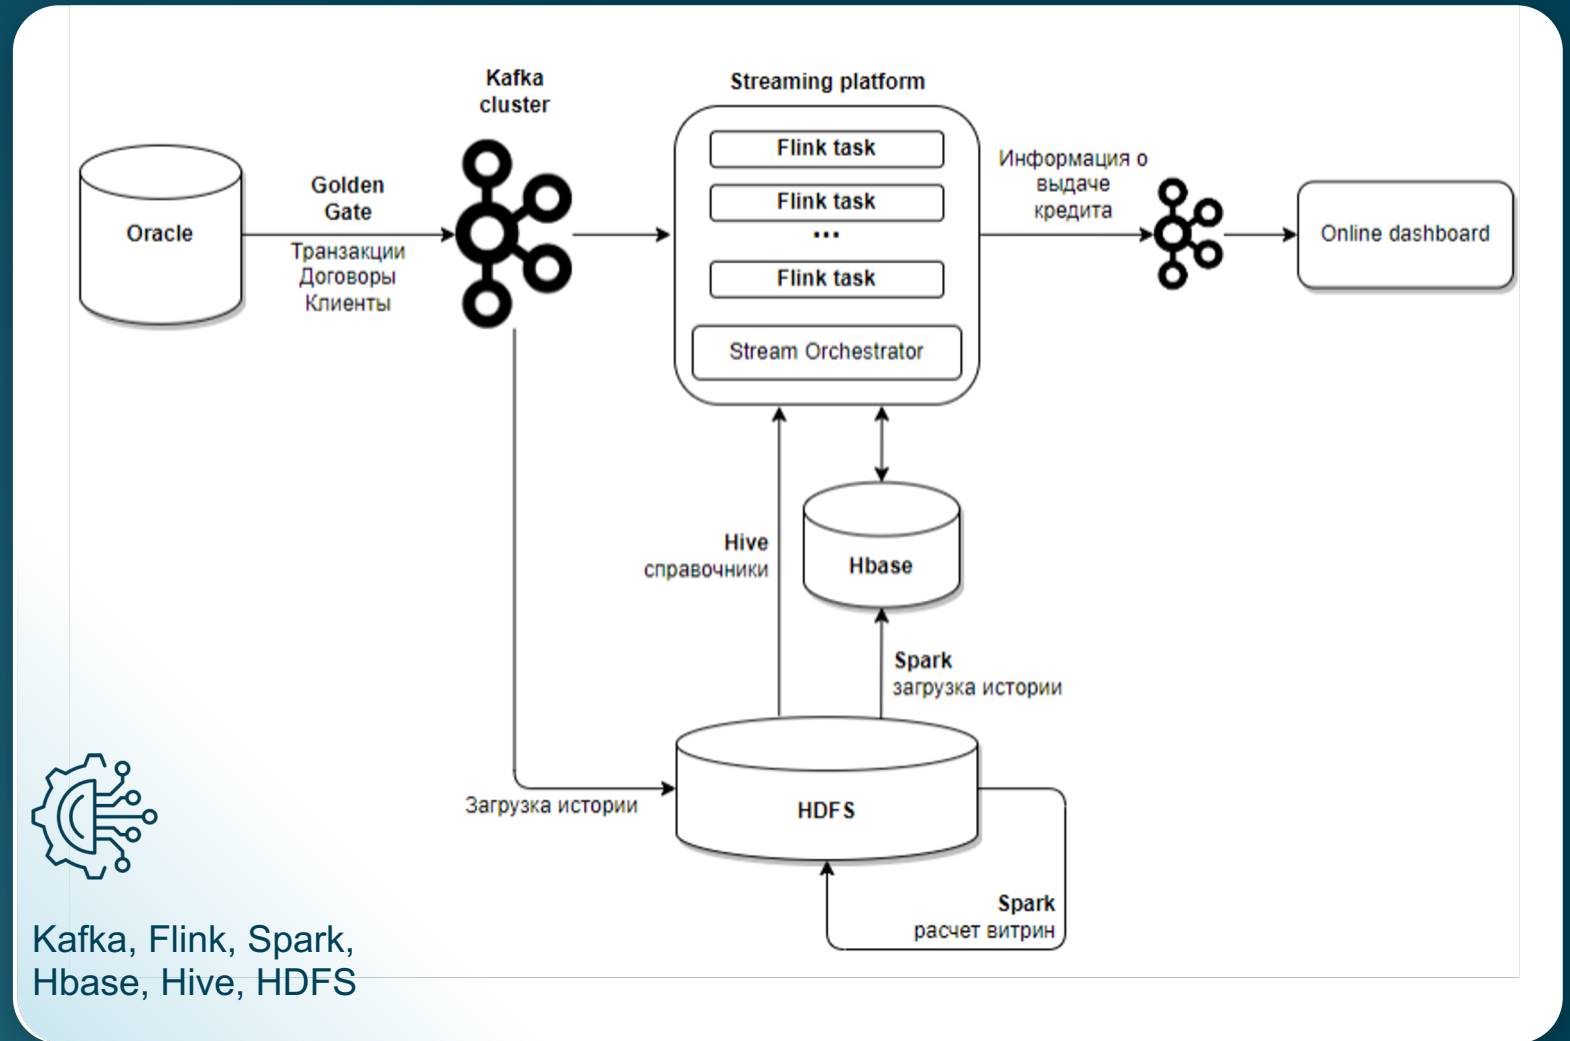 Kafka
cluster
Streaming platform
Flink task
Flink task
...
Flink task
Stream Orchestrator
Oracle
Golden
Gate
Транзакции
Договоры
Клиенты
Информация о
выдаче
кредита
Online dashboard
Hive
справочники
Hbase
Spark
загрузка истории
Загрузка истории
HDFS
Spark
расчет витрин
Kafka, Flink, Spark,
Hbase, Hive, HDFS